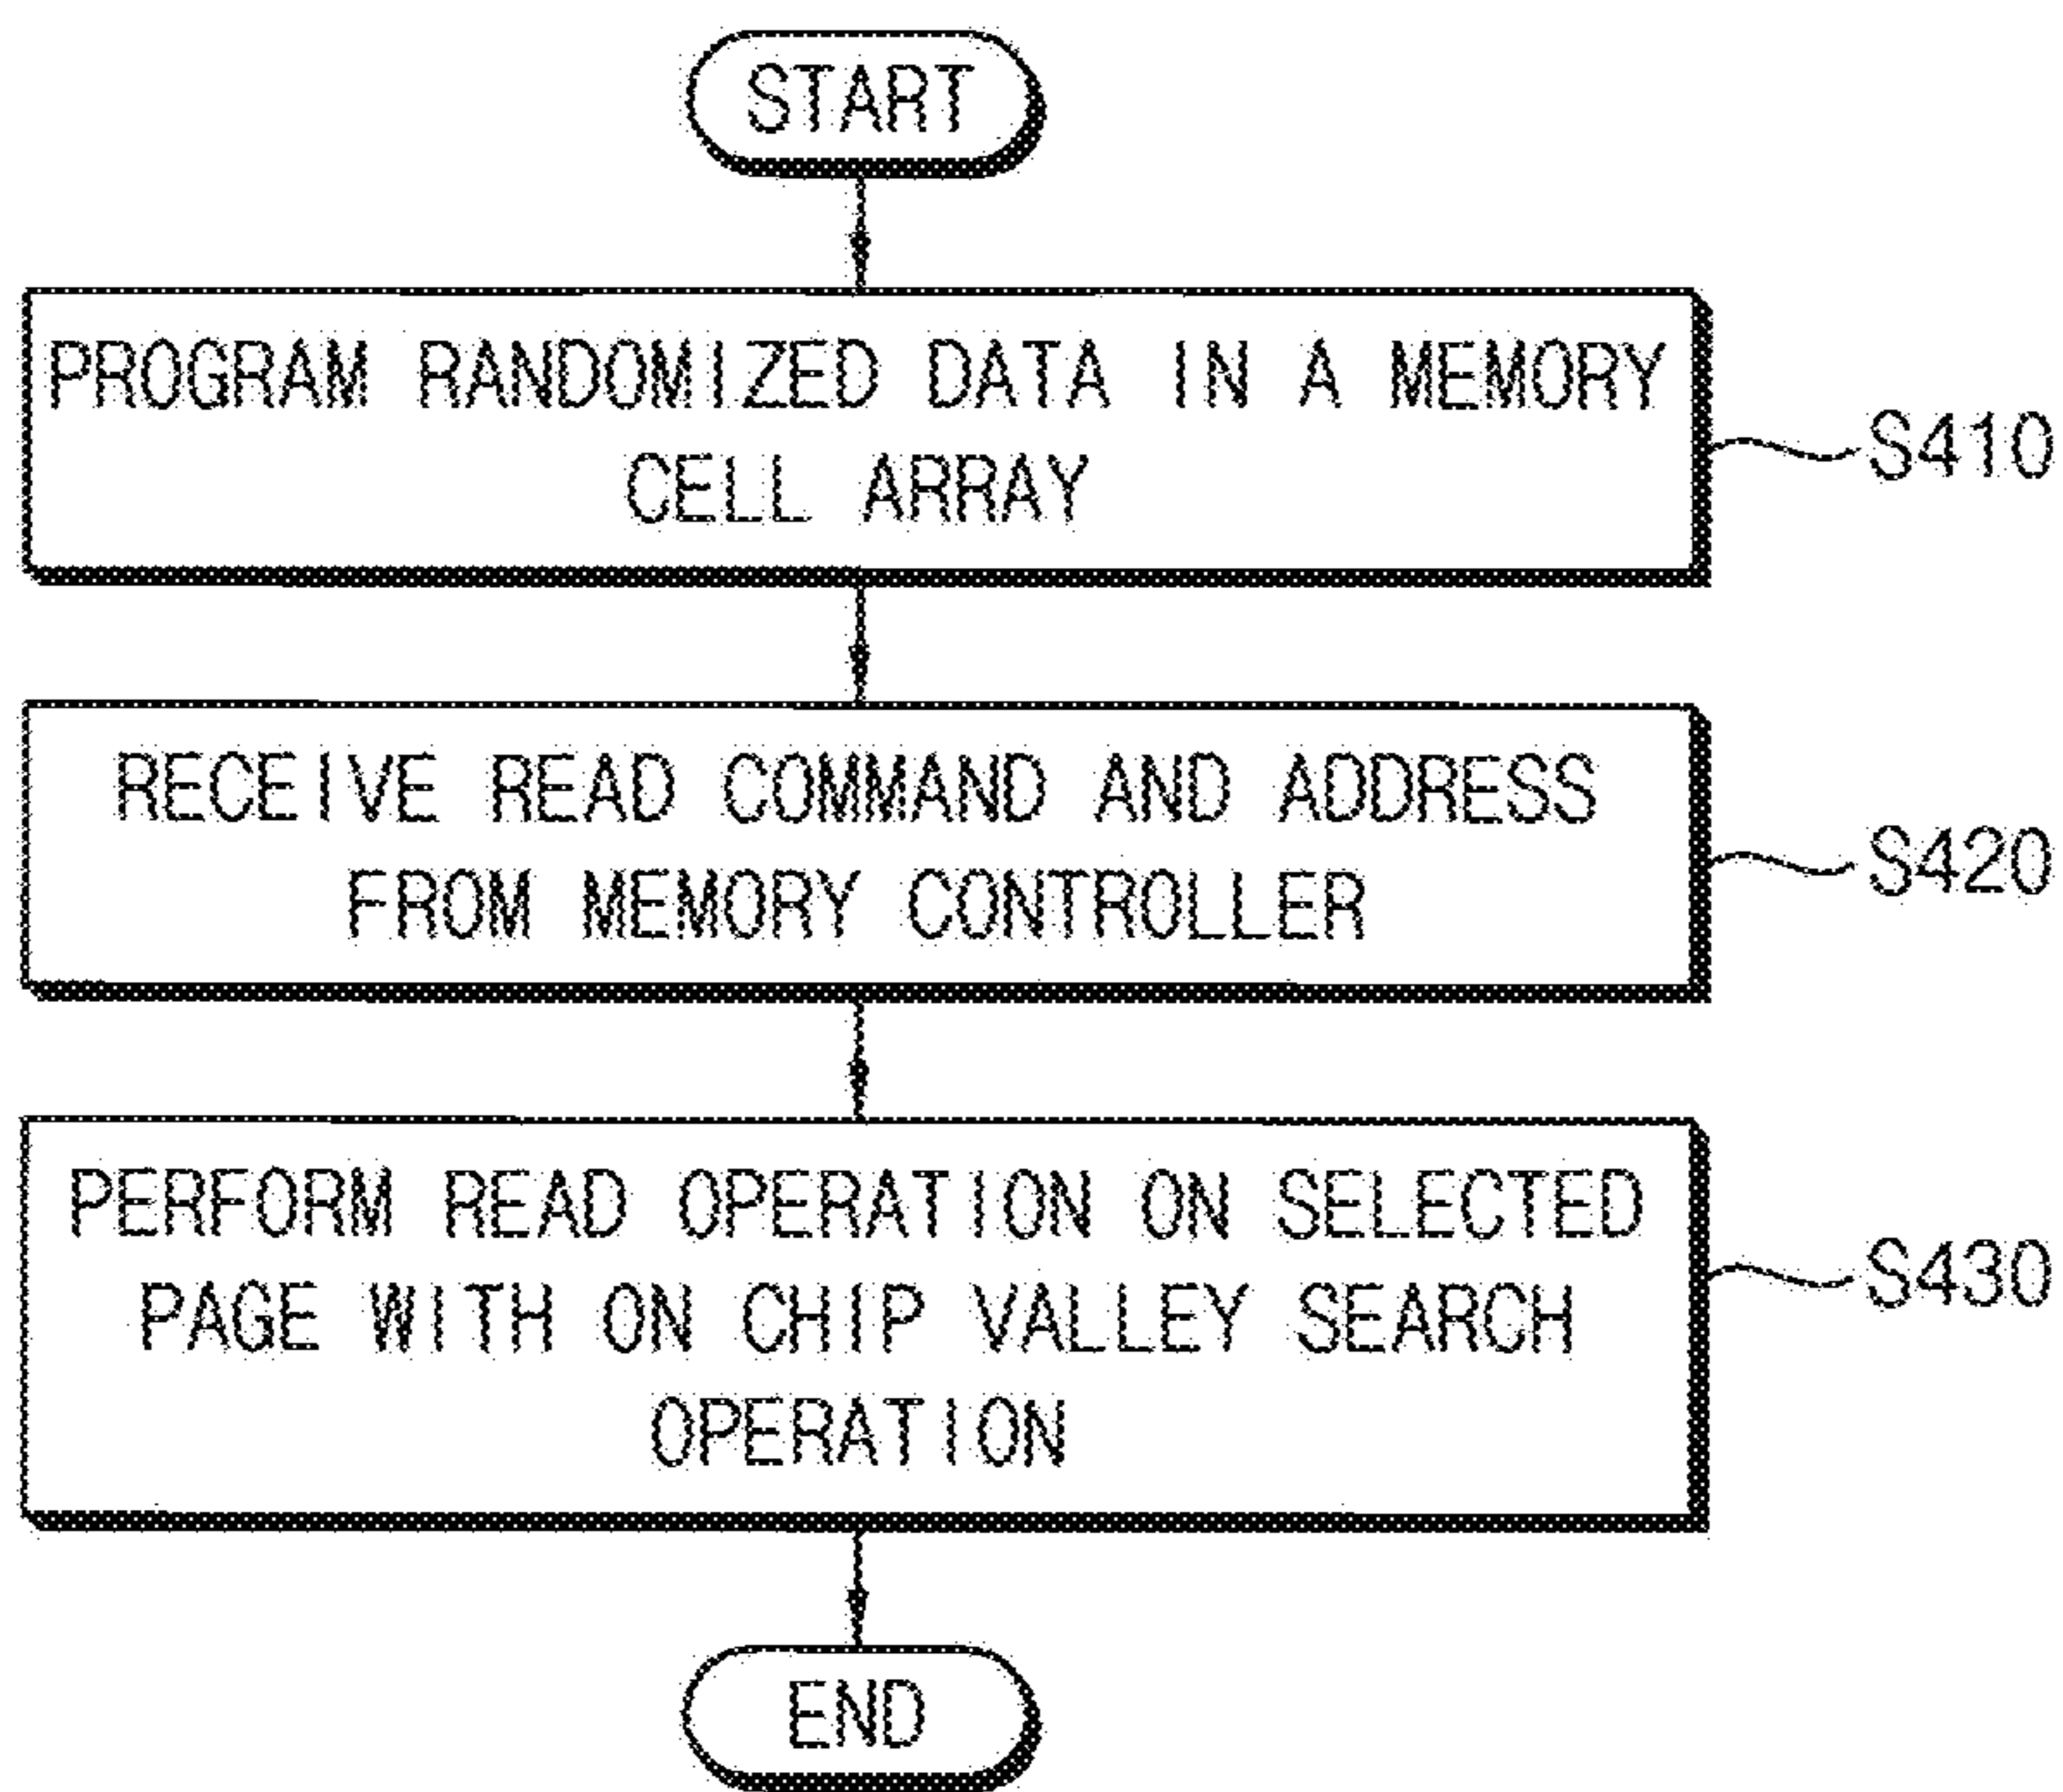 START
PROGRAM RANDOMIZED DATA IN A MEMORY
CELL ARRAY
S410
RECEIVE READ COMMAND AND ADDRESS
FROM MEMORY CONTROLLER
S420
PERFORM READ OPERATION ON SELECTED
PAGE WITH ON CHIP VALLEY SEARCH
OPERATION
S430
END